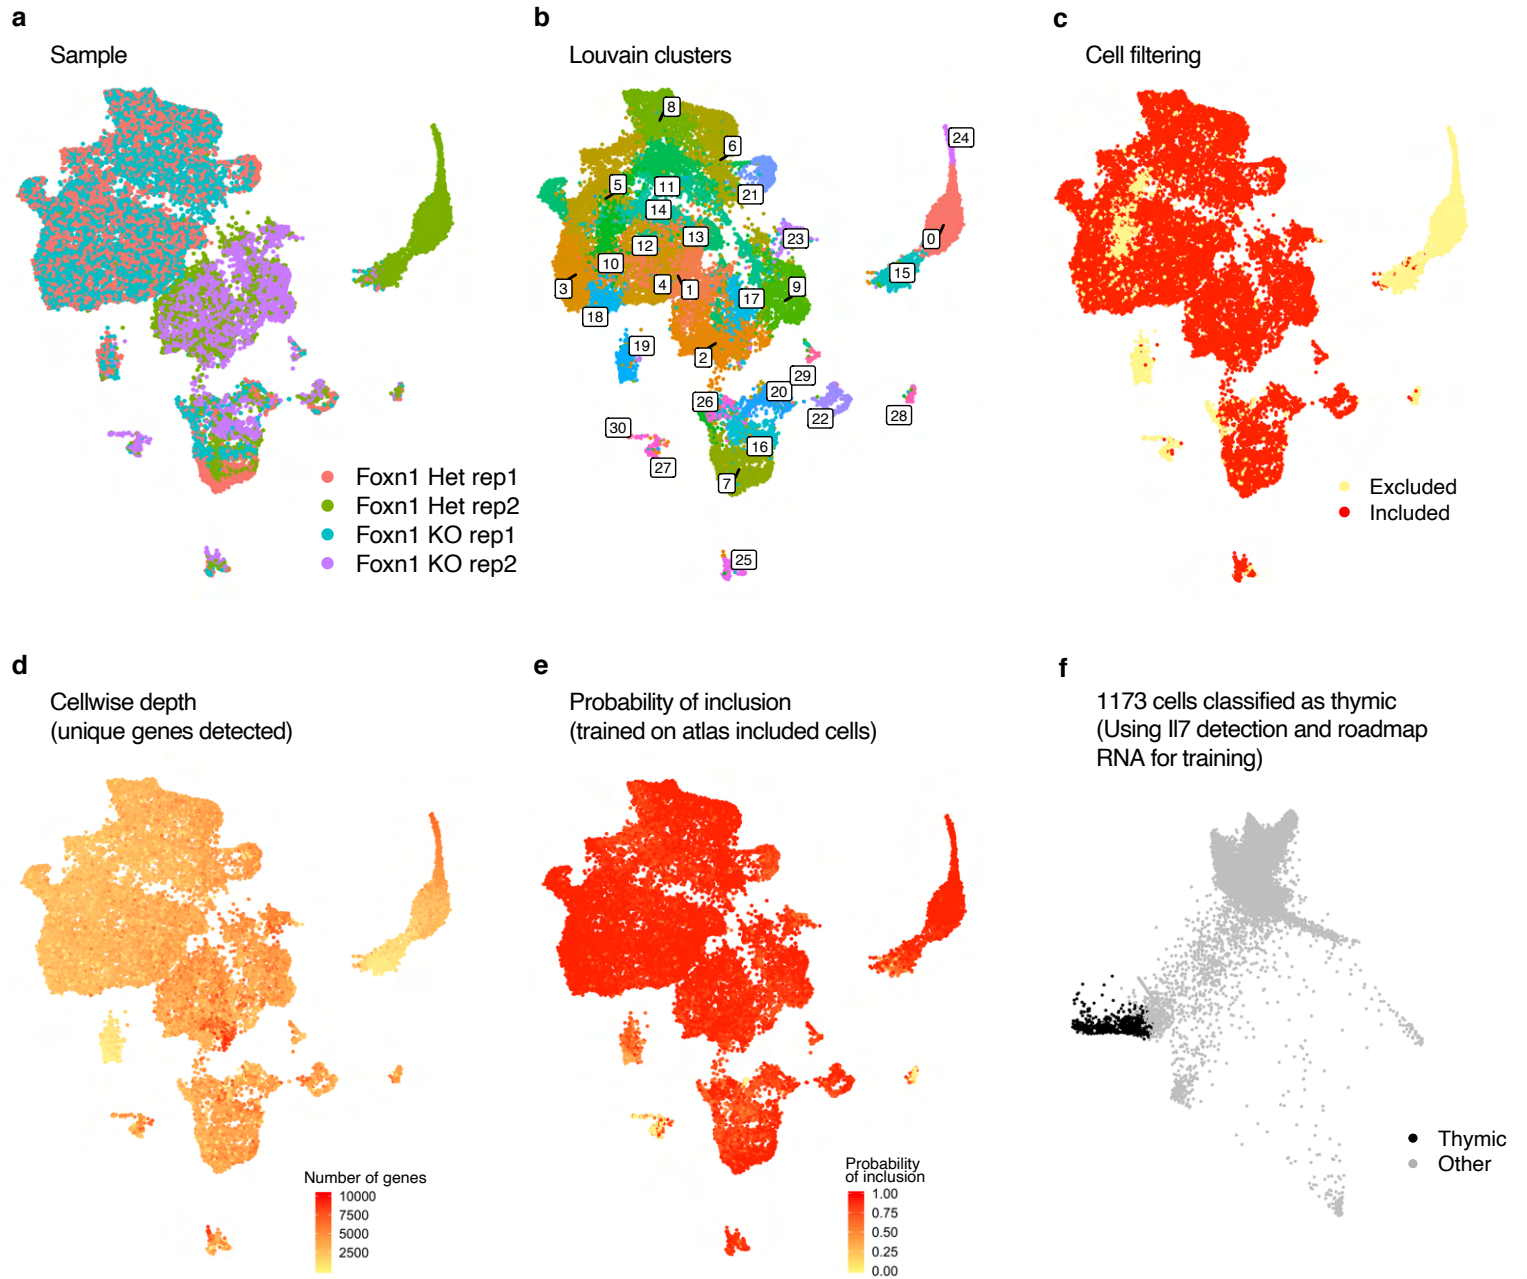 a
Sample
Foxn1 Het rep1
Foxn1 Het rep2
Foxn1 KO rep1
Foxn1 KO rep2
b
Louvain clusters
8
24
6
5
11
21
14
13
23
0
12
10
15
3
4
1
9
17
18
19
2
29
20
26
22
28
30
16
27
7
25
c
Cell filtering
Excluded
Included
d
Cellwise depth
(unique genes detected)
Number of genes
10000
7500
5000
2500
e
Probability of inclusion
(trained on atlas included cells)
Probability
of inclusion
1.00
0.75
0.50
0.25
0.00
f
1173 cells classified as thymic
(Using Il7 detection and roadmap
RNA for training)
Thymic
Other